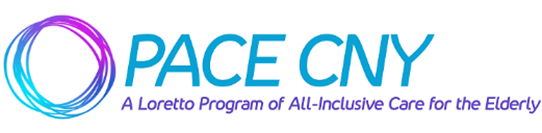 PACE CNY
A Loretto Program of All-Inclusive Care for the Elderly